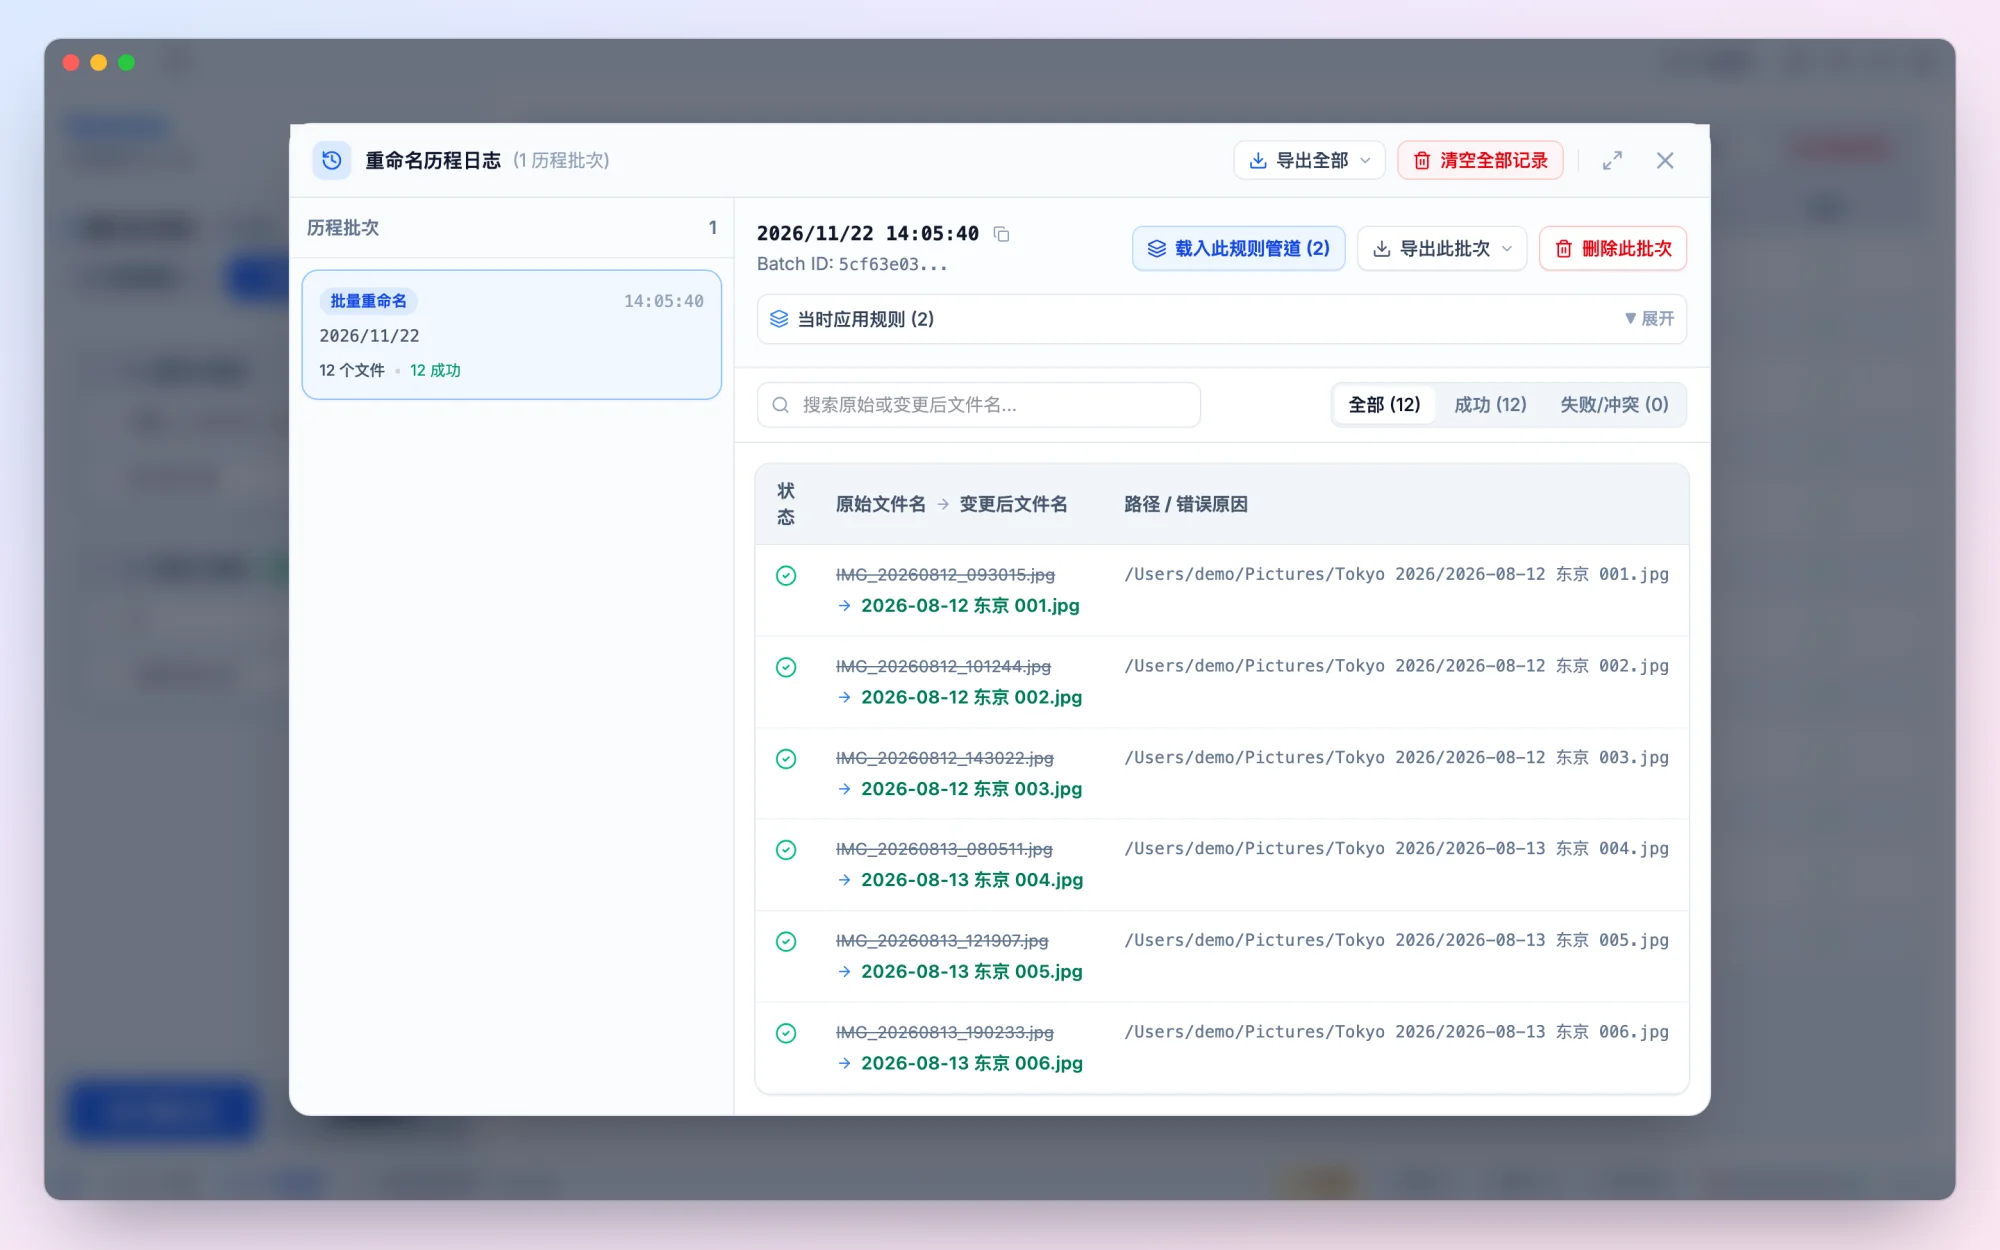 重命名历程日志 (1 历程批次)
导出全部
清空全部记录
历程批次 1
批量重命名 14:05:40
2026/11/22
12 个文件 • 12 成功
2026/11/22 14:05:40
Batch ID: 5cf63e03...
载入此规则管道 (2)
导出此批次
删除此批次
当时应用规则 (2)
▼ 展开
搜索原始或变更后文件名...
全部 (12)
成功 (12)
失败/冲突 (0)
状态
原始文件名 → 变更后文件名
路径 / 错误原因
IMG_20260812_093015.jpg
→ 2026-08-12 东京 001.jpg
/Users/demo/Pictures/Tokyo 2026/2026-08-12 东京 001.jpg
IMG_20260812_101244.jpg
→ 2026-08-12 东京 002.jpg
/Users/demo/Pictures/Tokyo 2026/2026-08-12 东京 002.jpg
IMG_20260812_143022.jpg
→ 2026-08-12 东京 003.jpg
/Users/demo/Pictures/Tokyo 2026/2026-08-12 东京 003.jpg
IMG_20260813_080511.jpg
→ 2026-08-13 东京 004.jpg
/Users/demo/Pictures/Tokyo 2026/2026-08-13 东京 004.jpg
IMG_20260813_121907.jpg
→ 2026-08-13 东京 005.jpg
/Users/demo/Pictures/Tokyo 2026/2026-08-13 东京 005.jpg
IMG_20260813_190233.jpg
→ 2026-08-13 东京 006.jpg
/Users/demo/Pictures/Tokyo 2026/2026-08-13 东京 006.jpg